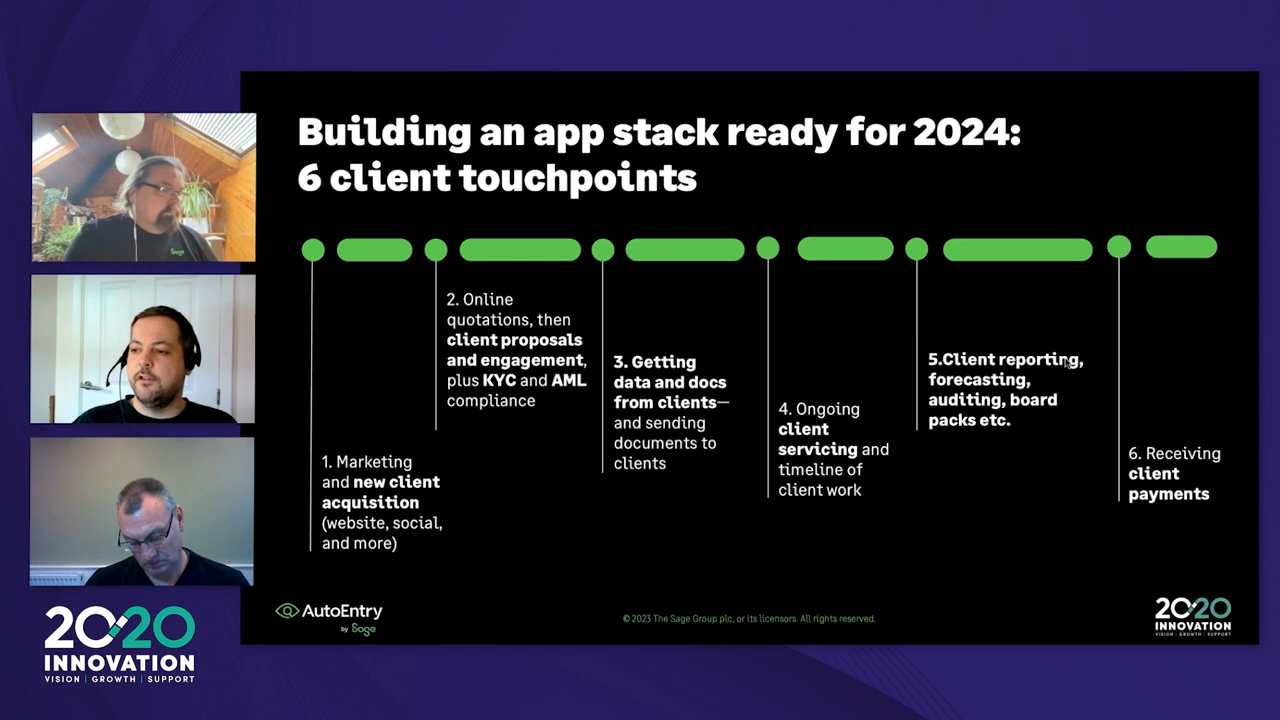 Building an app stack ready for 2024:
6 client touchpoints
1. Marketing
and new client
acquisition
(website, social,
and more)
2. Online
quotations, then
client proposals
and engagement,
plus KYC and AML
compliance
3. Getting
data and docs
from clients—
and sending
documents to
clients
4. Ongoing
client
servicing and
timeline of
client work
5.Client reporting,
forecasting,
auditing, board
packs etc.
6. Receiving
client
payments
AutoEntry
by Sage
© 2023 The Sage Group plc, or its licensors. All rights reserved.
2020
INNOVATION
VISION | GROWTH | SUPPORT
Sage
2020
INNOVATION
VISION | GROWTH | SUPPORT